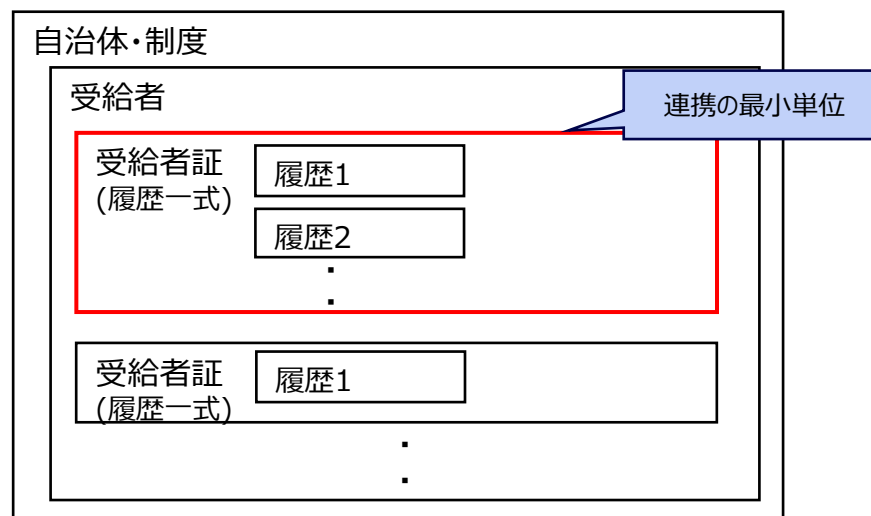 自治体・制度
受給者
連携の最小単位
受給者証
(履歴一式)
履歴1
履歴2
・
・
受給者証
(履歴一式)
履歴1
・
・